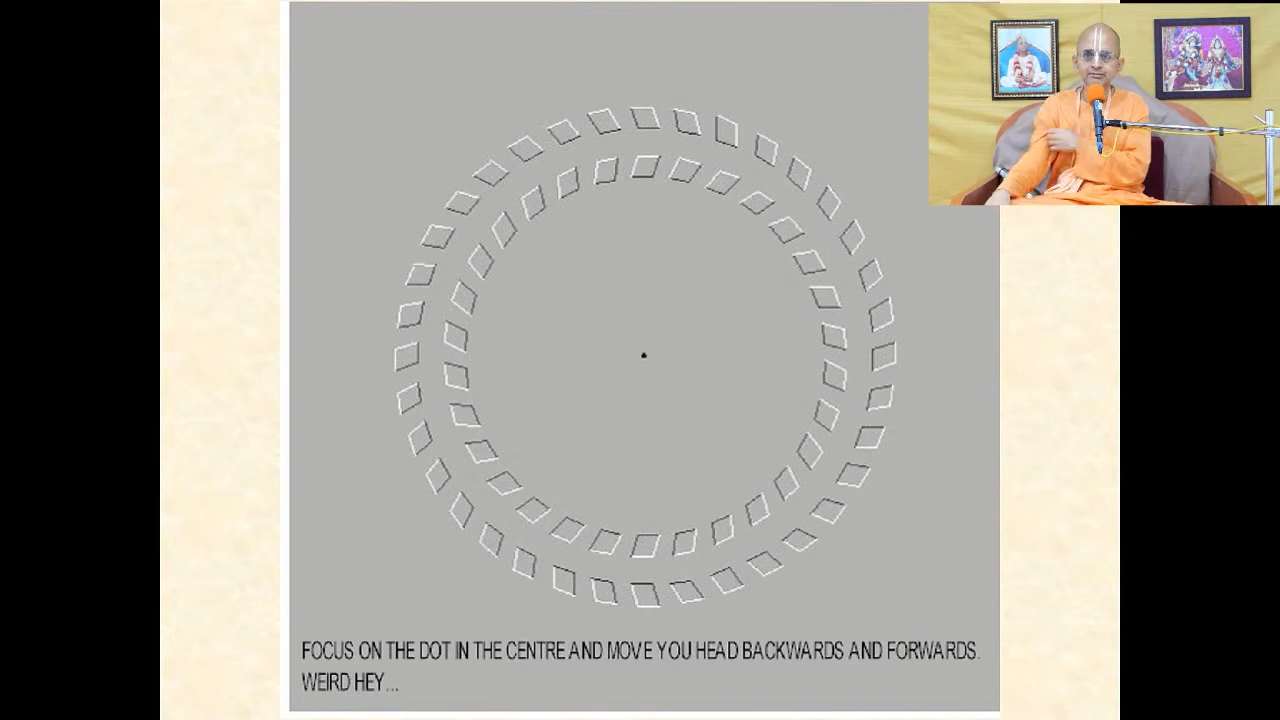 FOCUS ON THE DOT IN THE CENTRE AND MOVE YOU HEAD BACKWARDS AND FORWARDS.
WEIRD HEY...